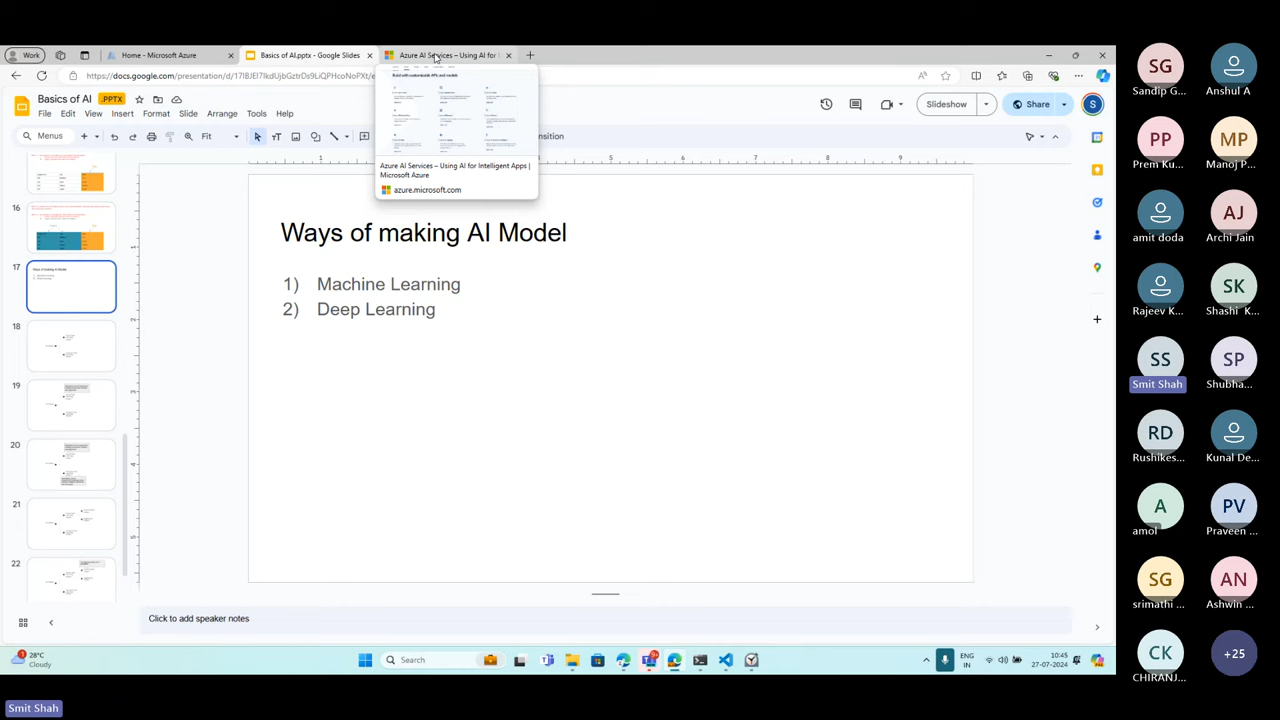 Work
Home - Microsoft Azure
Basics of AI.pptx - Google Slides
Azure AI Services – Using AI for I
https://docs.google.com/presentation/d/
Basics of AI
.PPTX
File Edit View Insert Format Slide Arrange Tools Help
Slideshow
Share
S
Menus
Fit
nsition
Azure AI Services – Using AI for Intelligent Apps |
Microsoft Azure
azure.microsoft.com
Ways of making AI Model
1) Machine Learning
2) Deep Learning
16
17
18
19
20
21
22
Click to add speaker notes
28°C
Cloudy
Search
ENG
IN
10:45
27-07-2024
SG
Sandip G...
Anshul A
PP
Prem Ku...
MP
Manoj P...
amit doda
AJ
Archi Jain
Rajeev K...
SK
Shashi K...
SS
Smit Shah
SP
Shubha...
RD
Rushikes...
Kunal De...
A
amol
PV
Praveen ...
SG
srimathi ...
AN
Ashwin ...
CK
CHIRANJ...
+25
Smit Shah